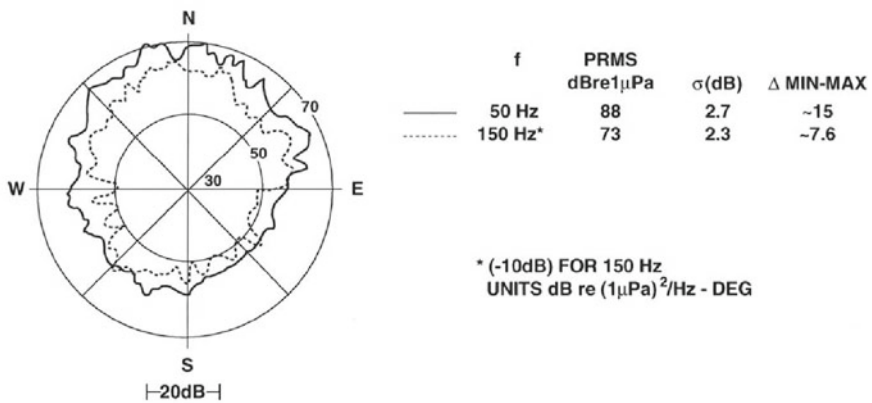 N
70
50
30
W
E
S
20dB
f PRMS
dBre1μPa σ(dB) Δ MIN-MAX
50 Hz 88 2.7 ~15
150 Hz* 73 2.3 ~7.6
* (-10dB) FOR 150 Hz
UNITS dB re (1μPa)²/Hz - DEG